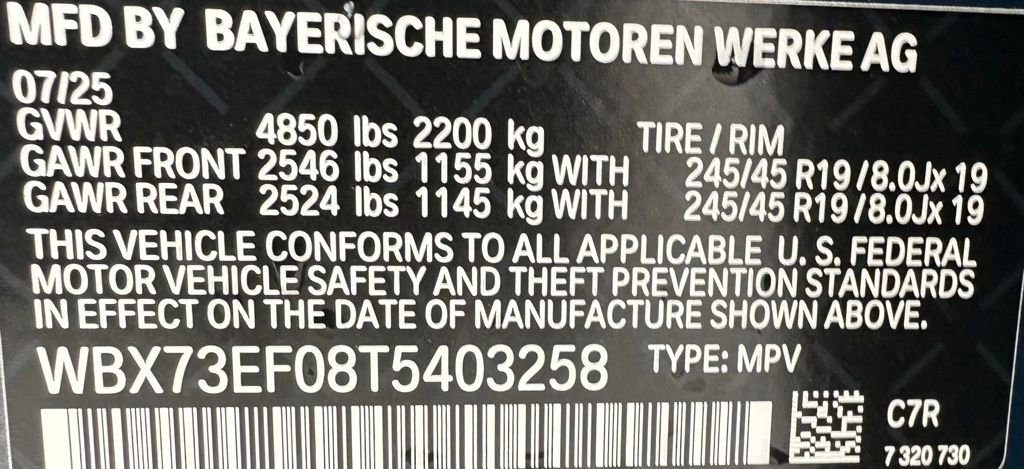 MFD BY BAYERISCHE MOTOREN WERKE AG
07/25
GVWR 4850 lbs 2200 kg TIRE / RIM
GAWR FRONT 2546 lbs 1155 kg WITH 245/45 R19 /8.0Jx 19
GAWR REAR 2524 lbs 1145 kg WITH 245/45 R19 /8.0Jx 19
THIS VEHICLE CONFORMS TO ALL APPLICABLE U. S. FEDERAL
MOTOR VEHICLE SAFETY AND THEFT PREVENTION STANDARDS
IN EFFECT ON THE DATE OF MANUFACTURE SHOWN ABOVE.
WBX73EF08T5403258 TYPE: MPV
C7R
7 320 730